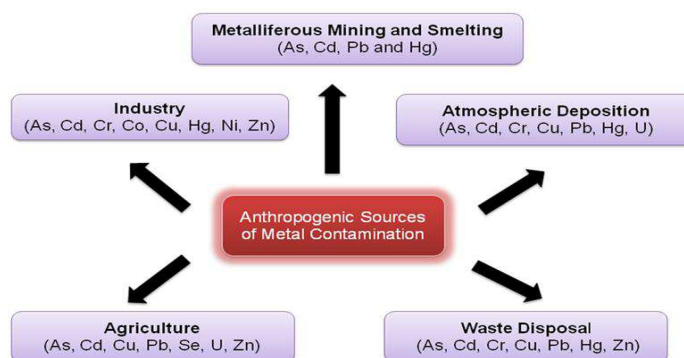 Metalliferous Mining and Smelting
(As, Cd, Pb and Hg)
Industry
(As, Cd, Cr, Co, Cu, Hg, Ni, Zn)
Atmospheric Deposition
(As, Cd, Cr, Cu, Pb, Hg, U)
Anthropogenic Sources
of Metal Contamination
Agriculture
(As, Cd, Cu, Pb, Se, U, Zn)
Waste Disposal
(As, Cd, Cr, Cu, Pb, Hg, Zn)